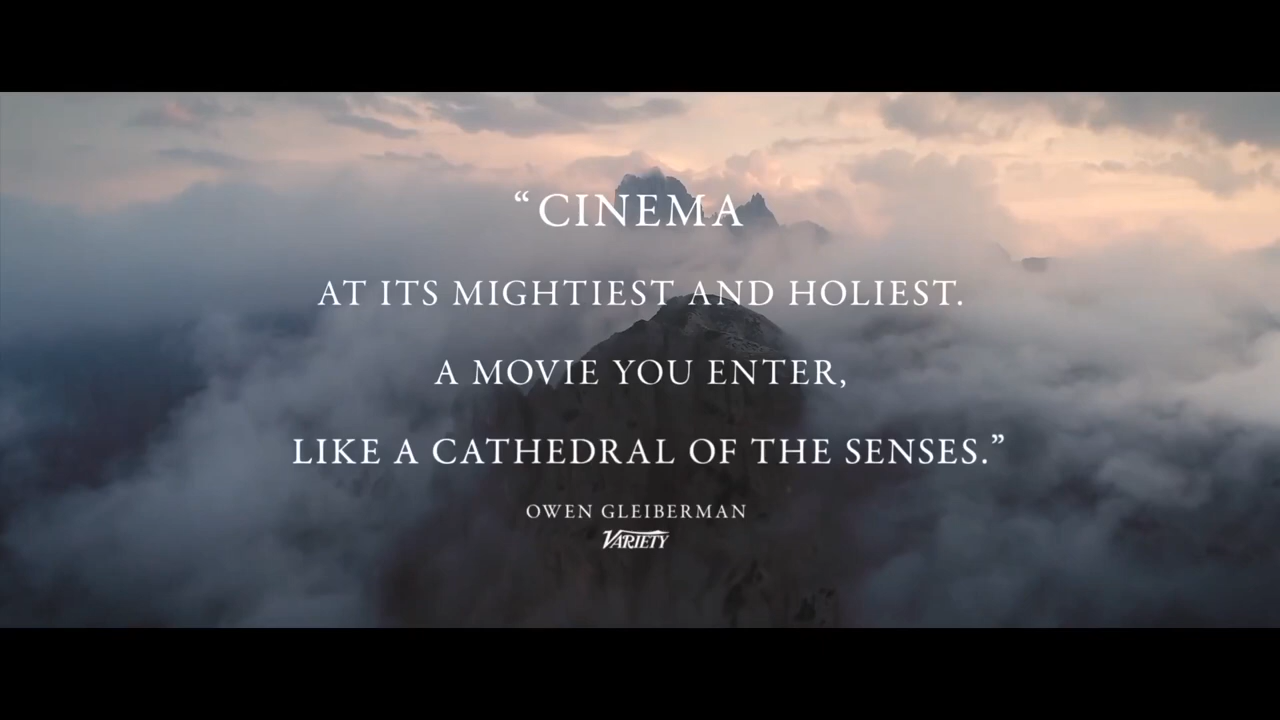 “CINEMA
AT ITS MIGHTIEST AND HOLIEST.
A MOVIE YOU ENTER,
LIKE A CATHEDRAL OF THE SENSES.”
OWEN GLEIBERMAN
VARIETY